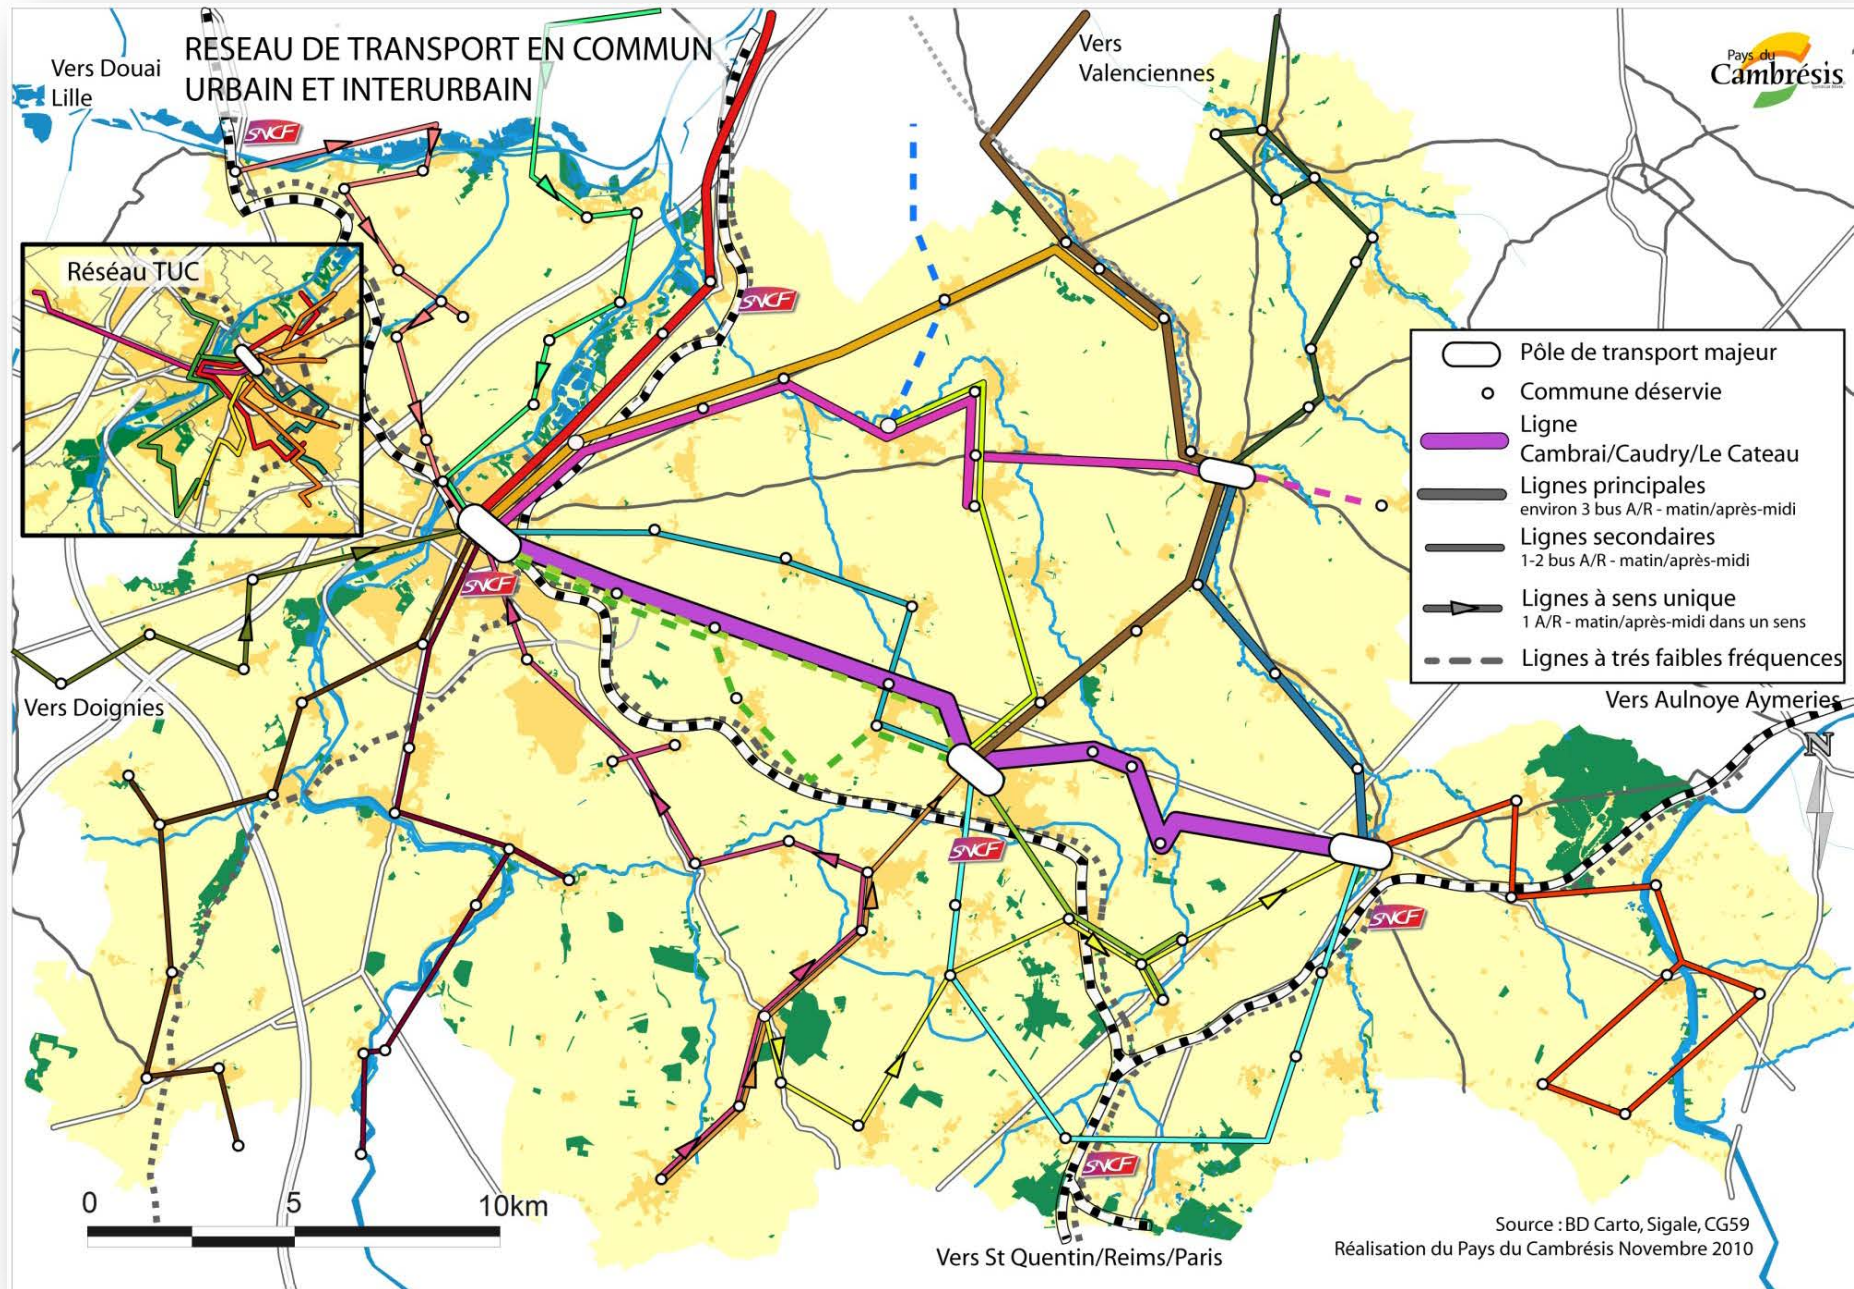 RESEAU DE TRANSPORT EN COMMUN
URBAIN ET INTERURBAIN
Vers Douai
Lille
Vers
Valenciennes
Pays du
Cambrésis
SNCF
Réséau TUC
SNCF
Pôle de transport majeur
Commune déservie
Ligne
Cambrai/Caudry/Le Cateau
Lignes principales
environ 3 bus A/R - matin/après-midi
Lignes secondaires
1-2 bus A/R - matin/après-midi
Lignes à sens unique
1 A/R - matin/après-midi dans un sens
Lignes à trés faibles fréquences
SNCF
Vers Doignies
Vers Aulnoye Aymeries
N
SNCF
SNCF
SNCF
0 5 10km
Vers St Quentin/Reims/Paris
Source : BD Carto, Sigale, CG59
Réalisation du Pays du Cambrésis Novembre 2010